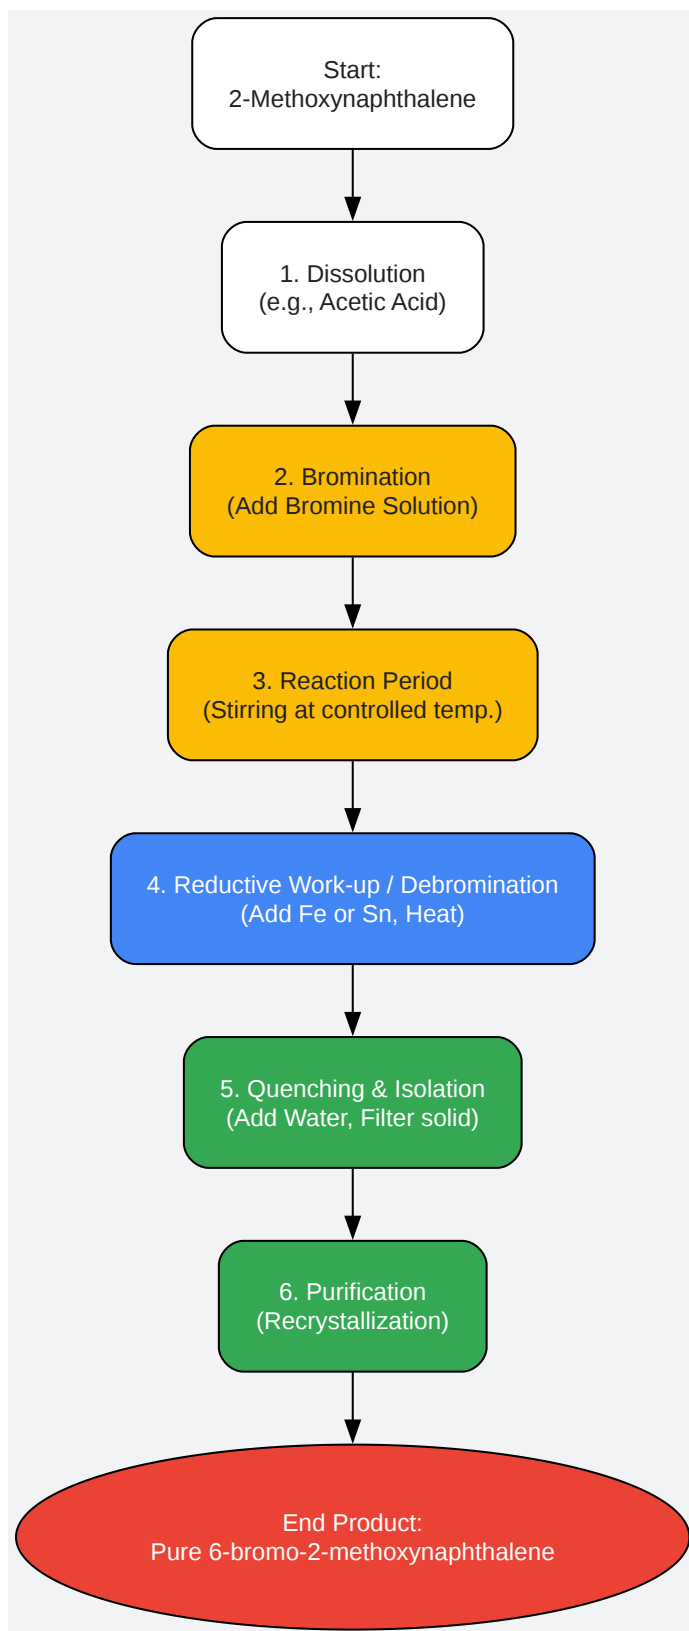 Start:
2-Methoxynaphthalene
1. Dissolution
(e.g., Acetic Acid)
2. Bromination
(Add Bromine Solution)
3. Reaction Period
(Stirring at controlled temp.)
4. Reductive Work-up / Debromination
(Add Fe or Sn, Heat)
5. Quenching & Isolation
(Add Water, Filter solid)
6. Purification
(Recrystallization)
End Product:
Pure 6-bromo-2-methoxynaphthalene